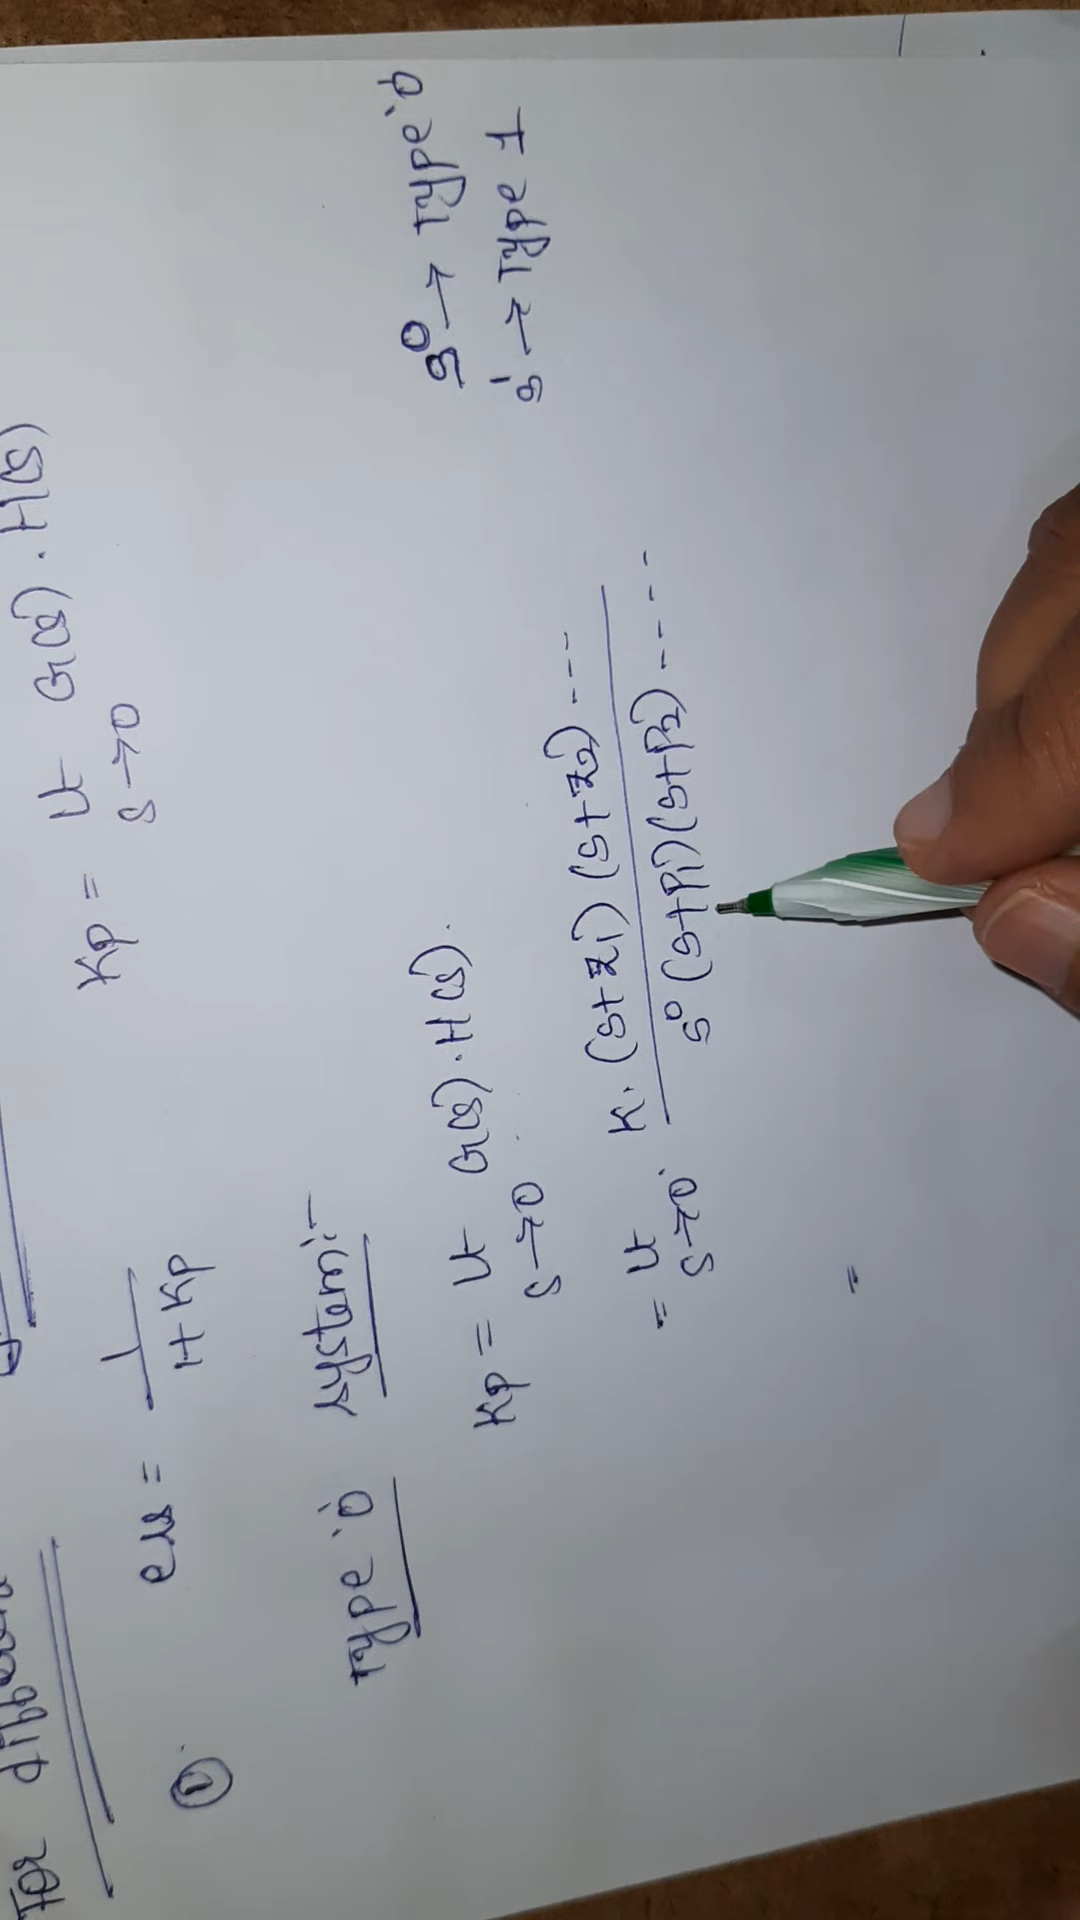 For different
① ess = 1 / 1+Kp    Kp = lt s→0 G(s).H(s)
Type '0' system:-
s⁰ → Type '0'
s¹ → Type 1
Kp = lt s→0 G(s).H(s).
= lt s→0. K.(s+z1)(s+z2)---- / s⁰(s+p1)(s+p2)-----
=